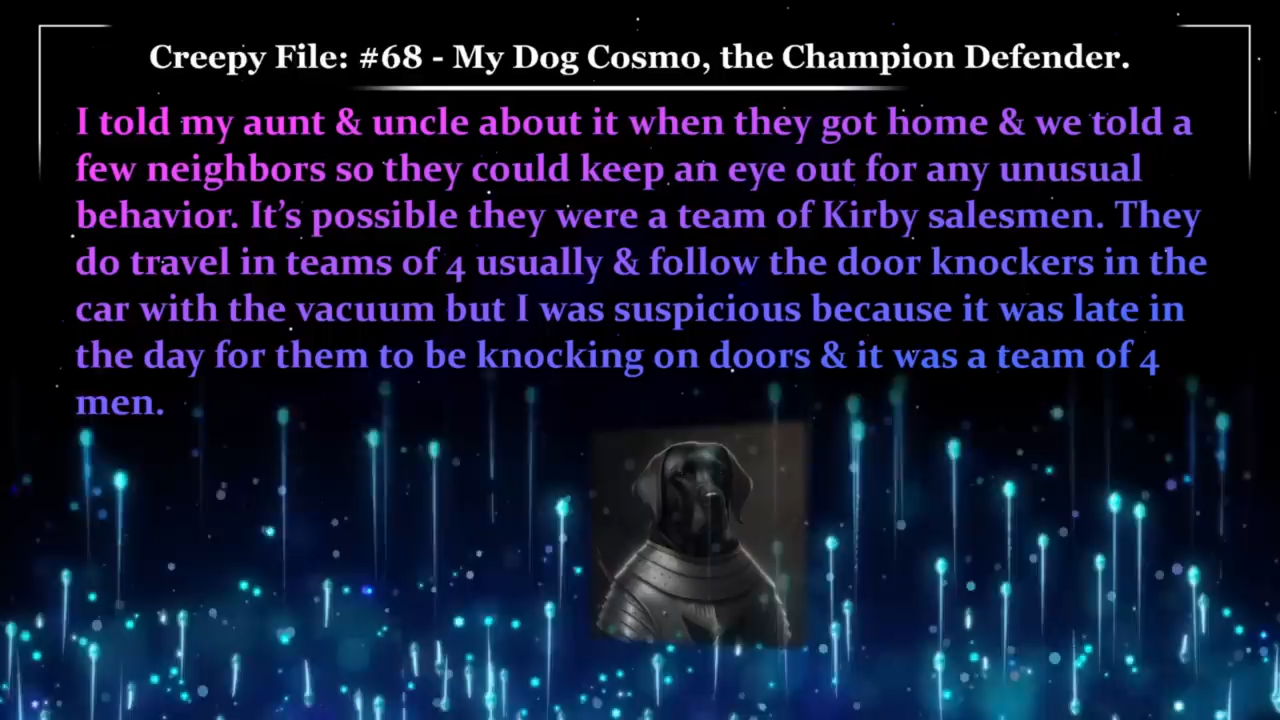 Creepy File: #68 - My Dog Cosmo, the Champion Defender.
I told my aunt & uncle about it when they got home & we told a
few neighbors so they could keep an eye out for any unusual
behavior. It’s possible they were a team of Kirby salesmen. They
do travel in teams of 4 usually & follow the door knockers in the
car with the vacuum but I was suspicious because it was late in
the day for them to be knocking on doors & it was a team of 4
men.